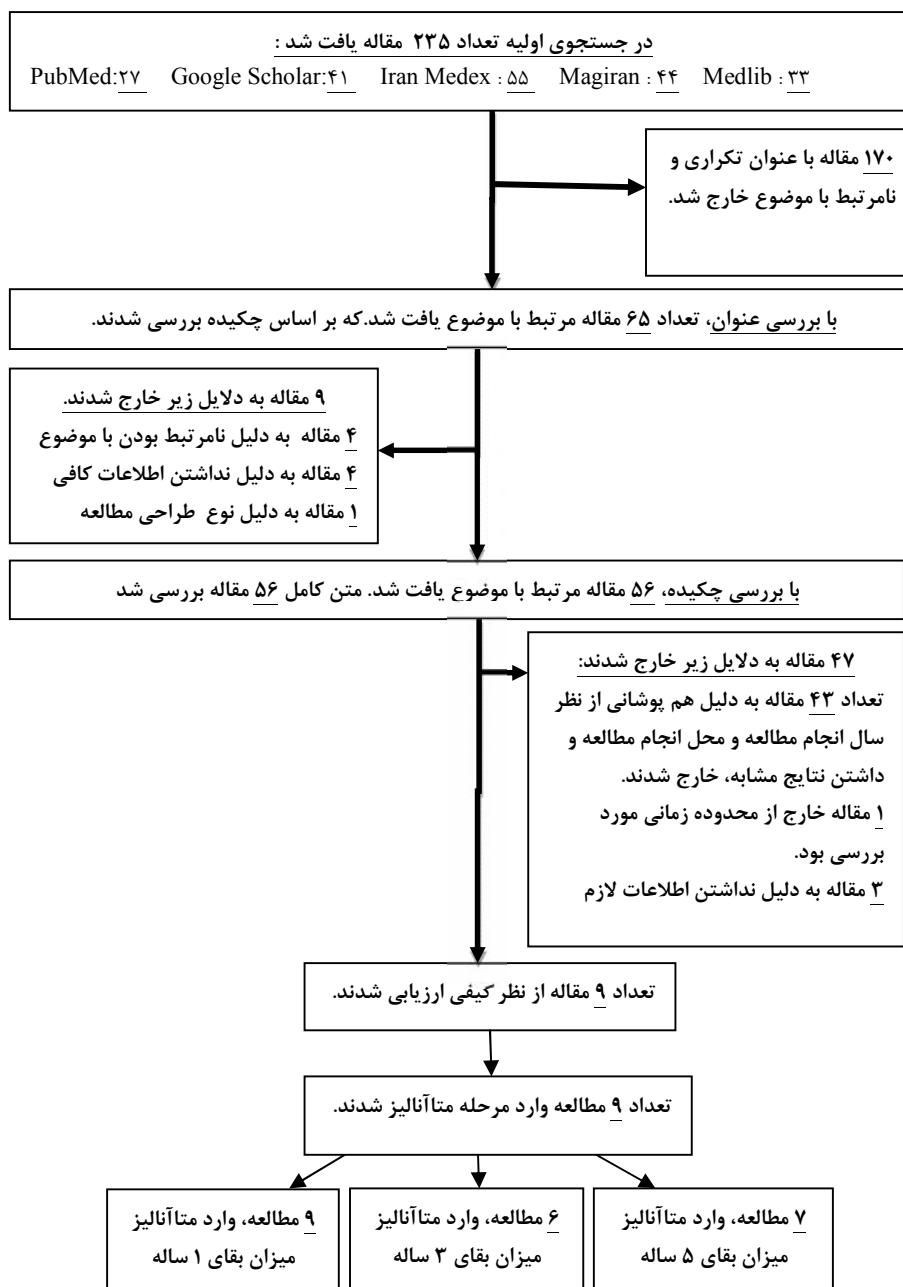 در جستجوی اولیه تعداد ۲۳۵ مقاله یافت شد :
PubMed:۲۷ Google Scholar:۴۱ Iran Medex : ۵۵ Magiran : ۴۴ Medlib : ۳۳
۱۷۰ مقاله با عنوان تکراری و
نامرتبط با موضوع خارج شد.
با بررسی عنوان، تعداد ۶۵ مقاله مرتبط با موضوع یافت شد.که بر اساس چکیده بررسی شدند.
۹ مقاله به دلایل زیر خارج شدند.
۴ مقاله به دلیل نامرتبط بودن با موضوع
۴ مقاله به دلیل نداشتن اطلاعات کافی
۱ مقاله به دلیل نوع طراحی مطالعه
با بررسی چکیده، ۵۶ مقاله مرتبط با موضوع یافت شد. متن کامل ۵۶ مقاله بررسی شد
۴۷ مقاله به دلایل زیر خارج شدند:
تعداد ۴۳ مقاله به دلیل هم پوشانی از نظر
سال انجام مطالعه و محل انجام مطالعه و
داشتن نتایج مشابه، خارج شدند.
۱ مقاله خارج از محدوده زمانی مورد
بررسی بود.
۳ مقاله به دلیل نداشتن اطلاعات لازم
تعداد ۹ مقاله از نظر کیفی ارزیابی شدند.
تعداد ۹ مطالعه وارد مرحله متاآنالیز شدند.
۷ مطالعه، وارد متاآنالیز
میزان بقای ۵ ساله
۶ مطالعه، وارد متاآنالیز
میزان بقای ۳ ساله
۹ مطالعه، وارد متاآنالیز
میزان بقای ۱ ساله